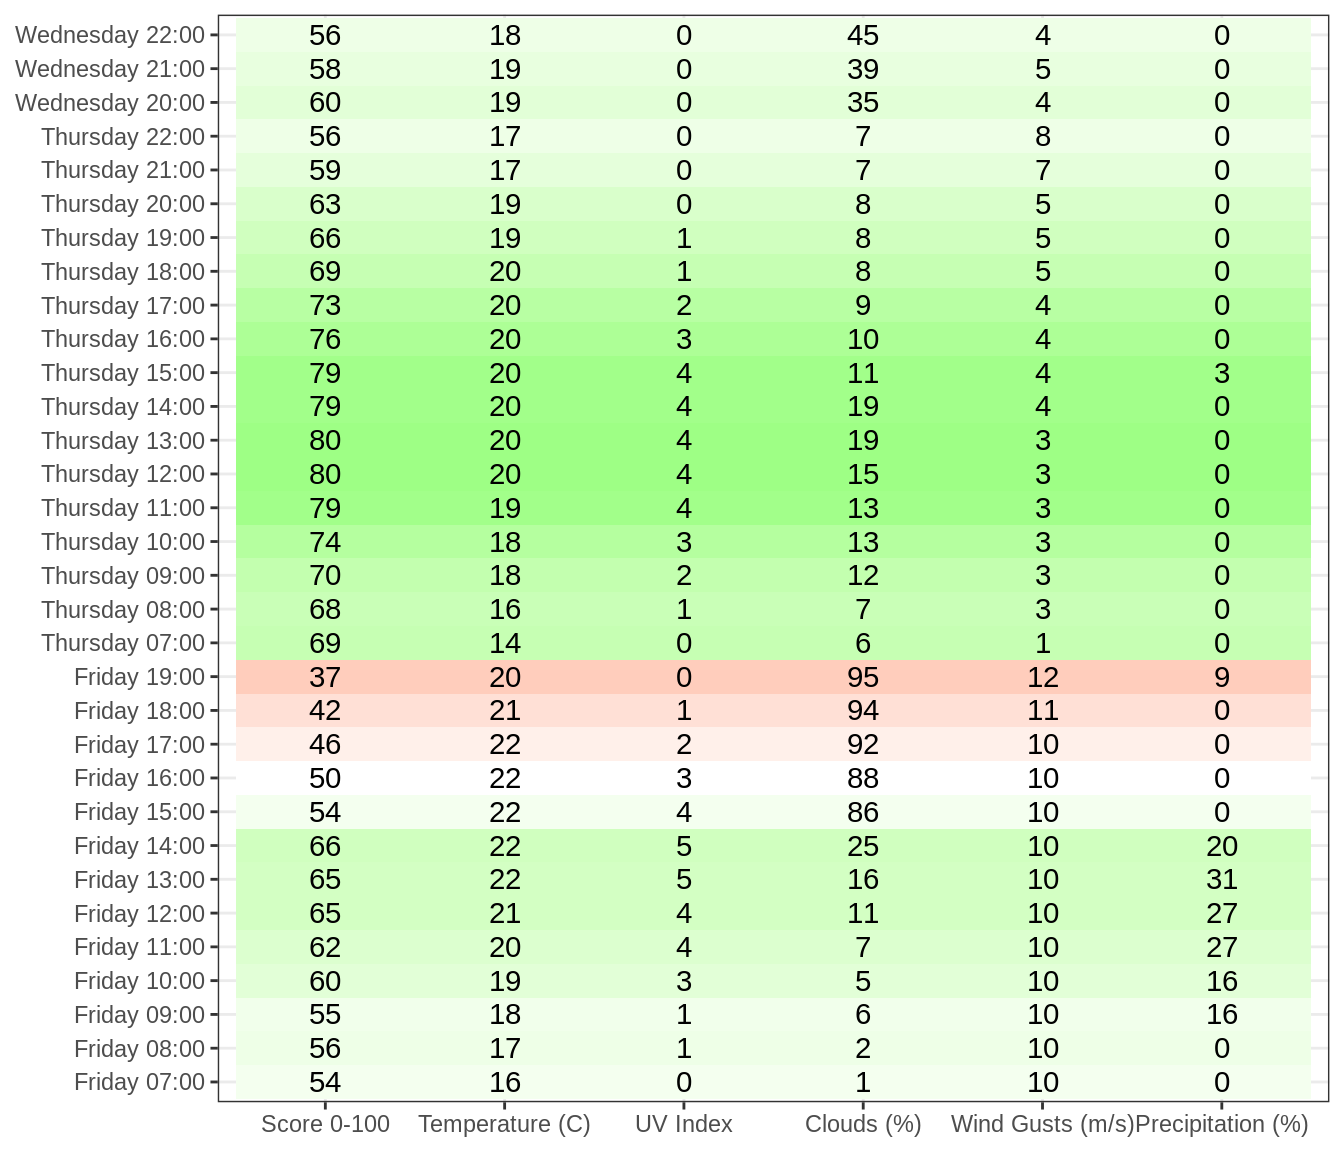 Wednesday 22:00 56 18 0 45 4 0
Wednesday 21:00 58 19 0 39 5 0
Wednesday 20:00 60 19 0 35 4 0
Thursday 22:00 56 17 0 7 8 0
Thursday 21:00 59 17 0 7 7 0
Thursday 20:00 63 19 0 8 5 0
Thursday 19:00 66 19 1 8 5 0
Thursday 18:00 69 20 1 8 5 0
Thursday 17:00 73 20 2 9 4 0
Thursday 16:00 76 20 3 10 4 0
Thursday 15:00 79 20 4 11 4 3
Thursday 14:00 79 20 4 19 4 0
Thursday 13:00 80 20 4 19 3 0
Thursday 12:00 80 20 4 15 3 0
Thursday 11:00 79 19 4 13 3 0
Thursday 10:00 74 18 3 13 3 0
Thursday 09:00 70 18 2 12 3 0
Thursday 08:00 68 16 1 7 3 0
Thursday 07:00 69 14 0 6 1 0
Friday 19:00 37 20 0 95 12 9
Friday 18:00 42 21 1 94 11 0
Friday 17:00 46 22 2 92 10 0
Friday 16:00 50 22 3 88 10 0
Friday 15:00 54 22 4 86 10 0
Friday 14:00 66 22 5 25 10 20
Friday 13:00 65 22 5 16 10 31
Friday 12:00 65 21 4 11 10 27
Friday 11:00 62 20 4 7 10 27
Friday 10:00 60 19 3 5 10 16
Friday 09:00 55 18 1 6 10 16
Friday 08:00 56 17 1 2 10 0
Friday 07:00 54 16 0 1 10 0
Score 0-100 Temperature (C) UV Index Clouds (%) Wind Gusts (m/s) Precipitation (%)